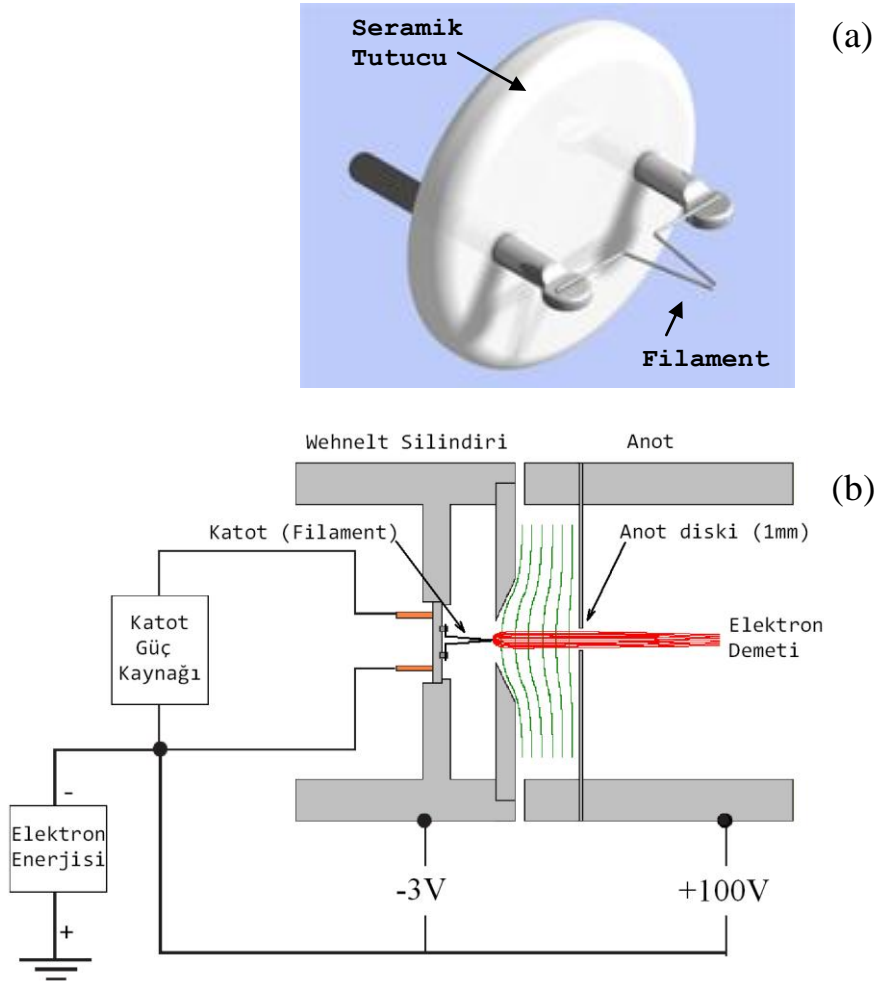 Seramik
Tutucu
(a)
Filament
Wehnelt Silindiri
Anot
(b)
Katot (Filament)
Anot diski (1mm)
Katot
Güç
Kaynağı
Elektron
Demeti
-
Elektron
Enerjisi
+
-3V
+100V